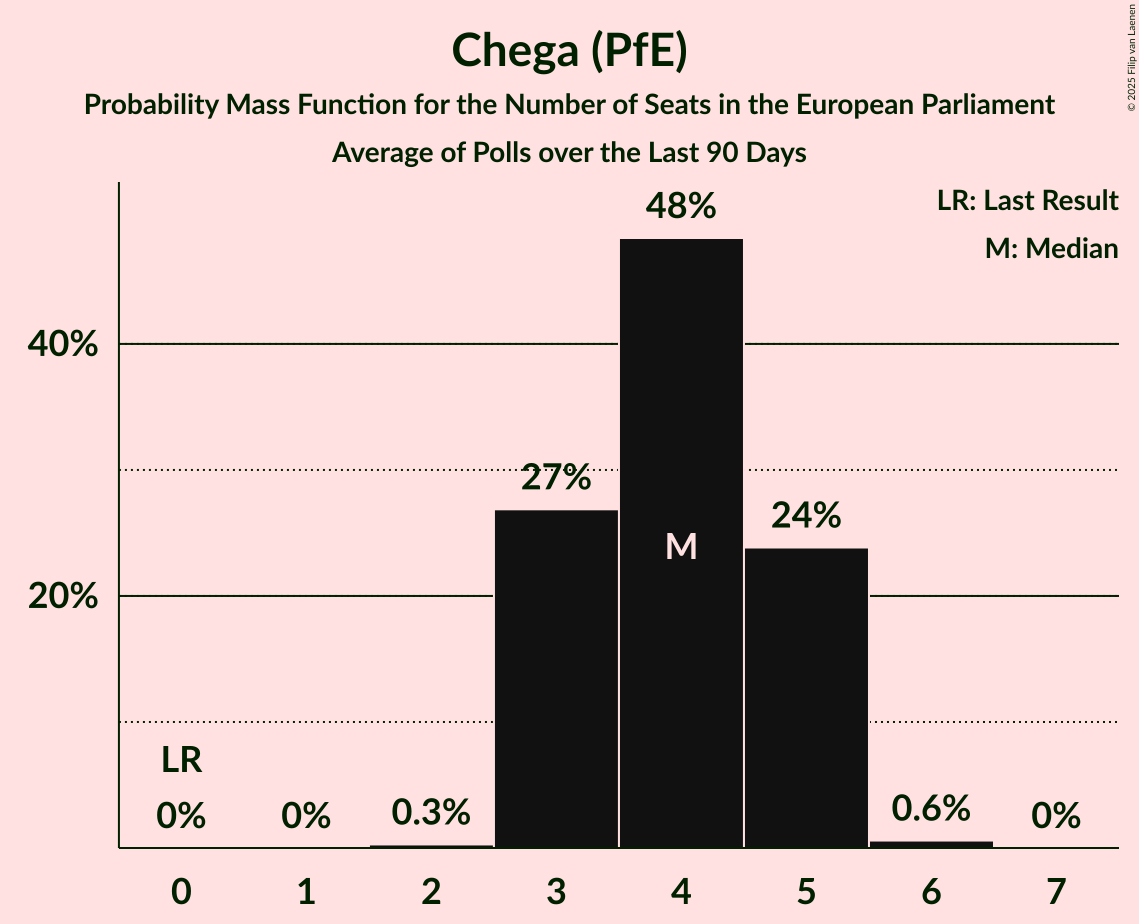 Chega (PfE)
Probability Mass Function for the Number of Seats in the European Parliament
Average of Polls over the Last 90 Days
© 2025 Filip van Laenen
LR: Last Result
M: Median
48%
40%
27%
24%
M
20%
LR
0%
0%
0.3%
0.6%
0%
0
1
2
3
4
5
6
7